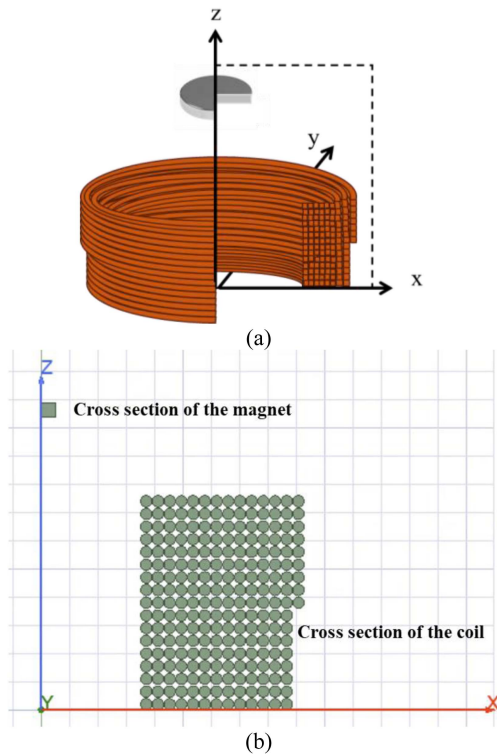 z
y
x
(a)
Z
Cross section of the magnet
Cross section of the coil
Y
X
(b)